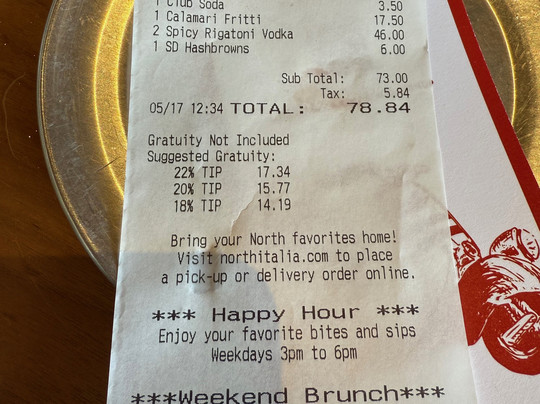 1 Club Soda 3.50
1 Calamari Fritti 17.50
2 Spicy Rigatoni Vodka 46.00
1 SD Hashbrowns 6.00
Sub Total: 73.00
Tax: 5.84
05/17 12:34 TOTAL: 78.84
Gratuity Not Included
Suggested Gratuity:
22% TIP 17.34
20% TIP 15.77
18% TIP 14.19
Bring your North favorites home!
Visit northitalia.com to place
a pick-up or delivery order online.
*** Happy Hour ***
Enjoy your favorite bites and sips
Weekdays 3pm to 6pm
***Weekend Brunch***